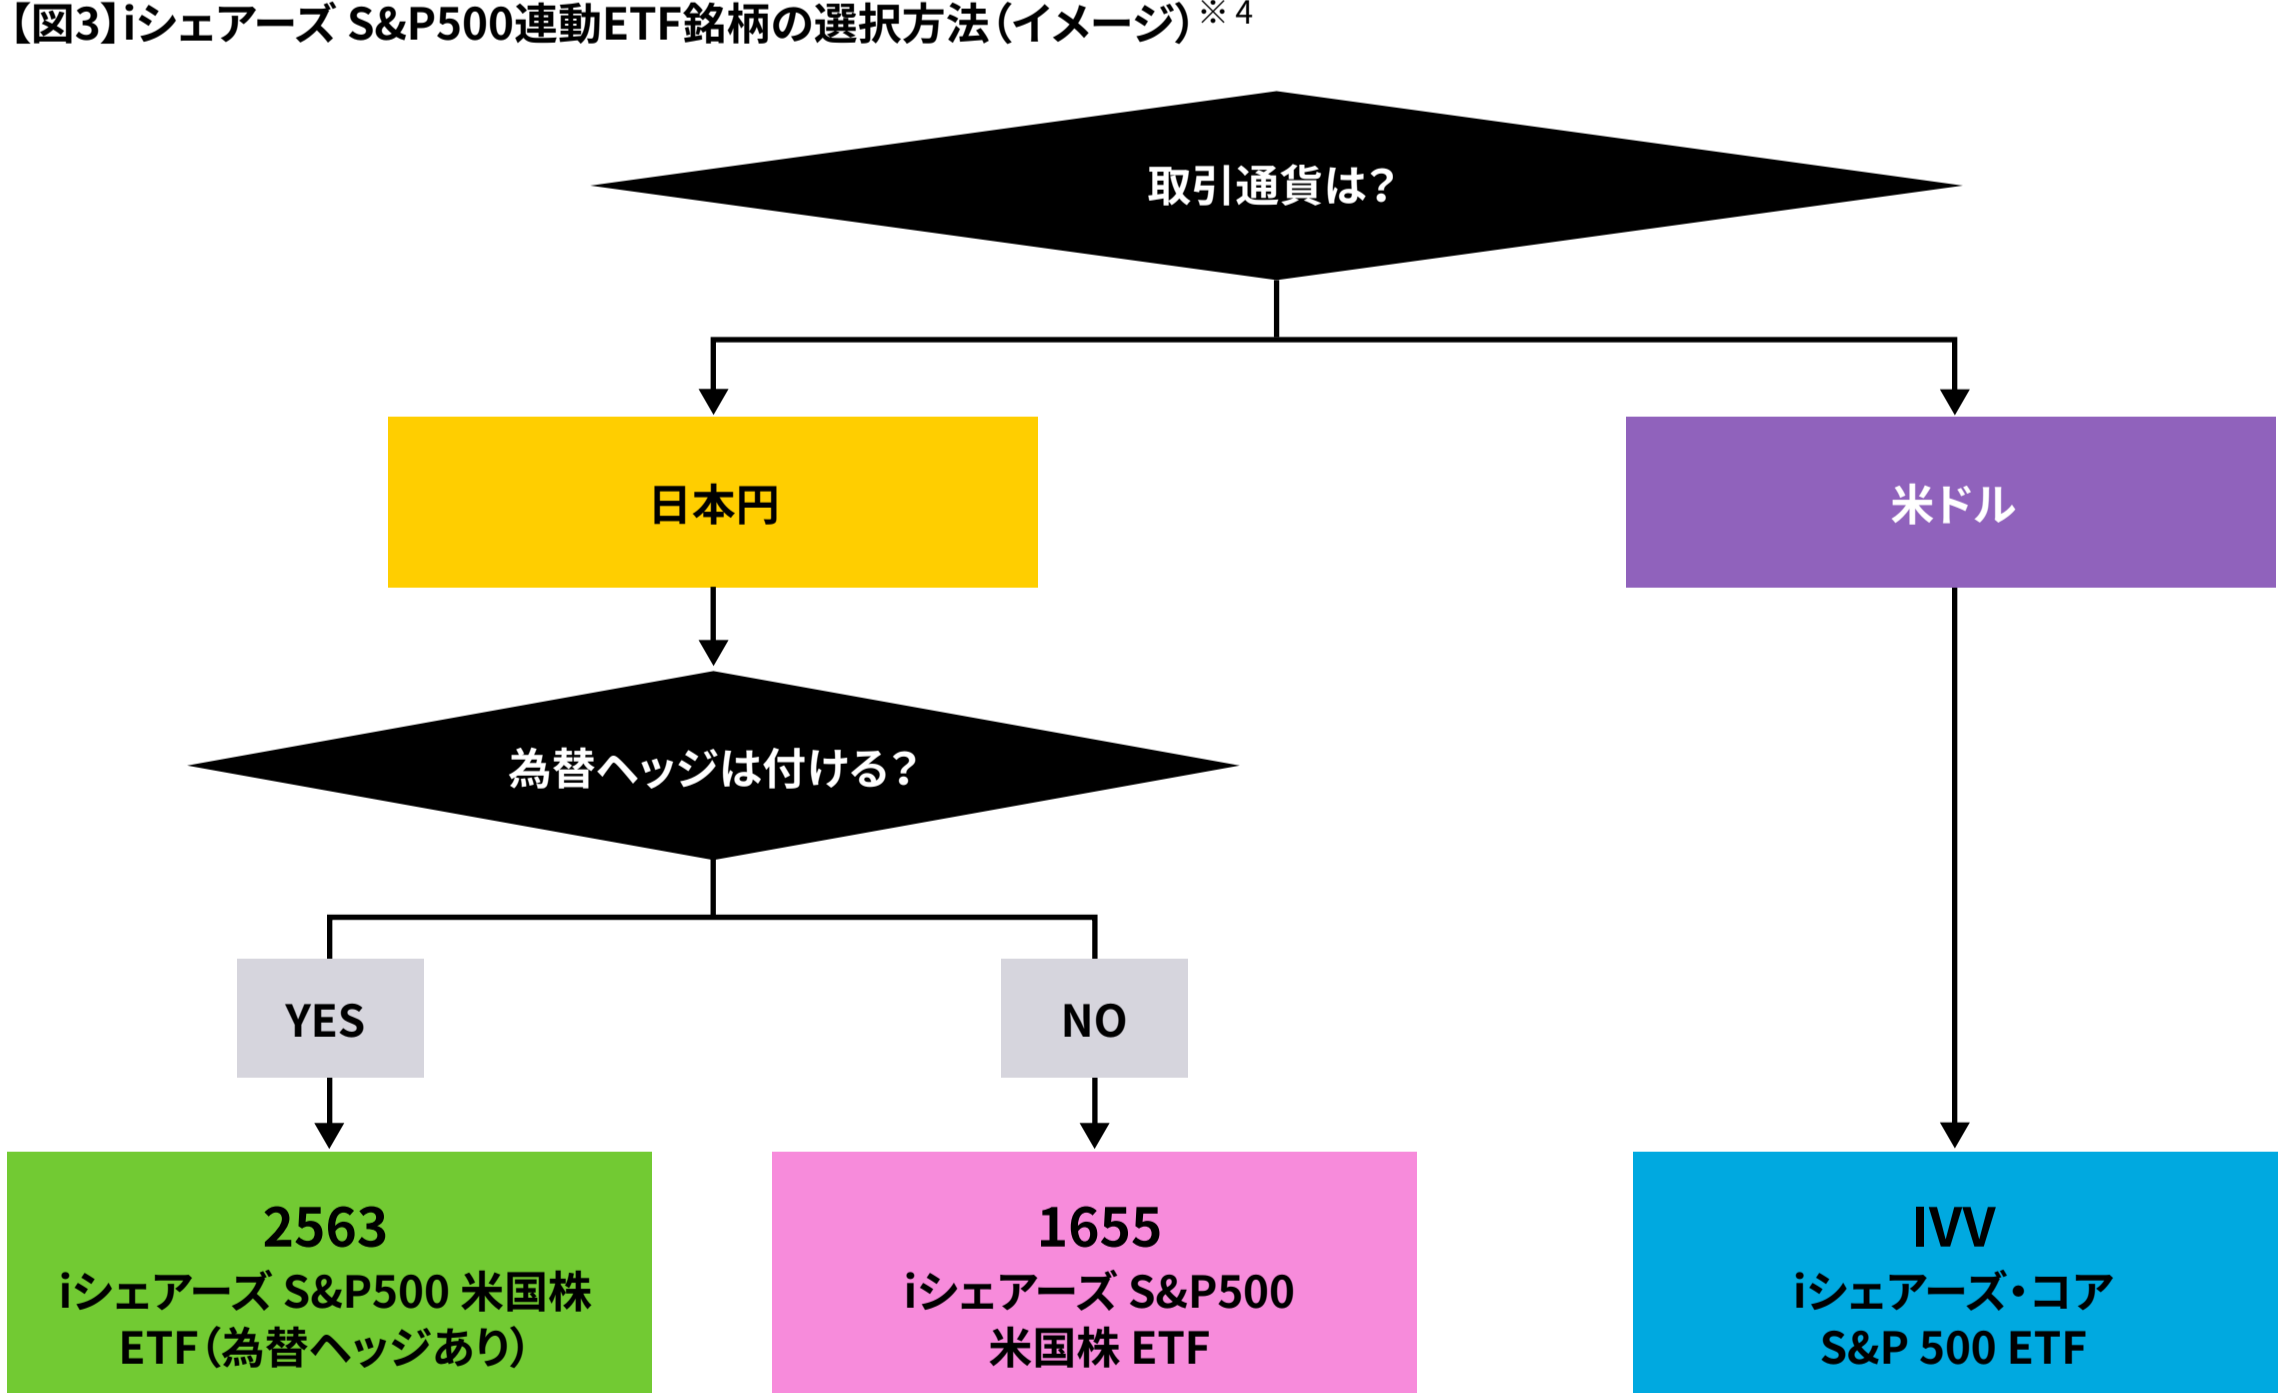 【図3】iシェアーズ S&P500連動ETF銘柄の選択方法（イメージ）※ 4
取引通貨は？
日本円
米ドル
為替ヘッジは付ける？
YES
NO
2563
iシェアーズ S&P500 米国株
ETF（為替ヘッジあり）
1655
iシェアーズ S&P500
米国株 ETF
IVV
iシェアーズ・コア
S&P 500 ETF